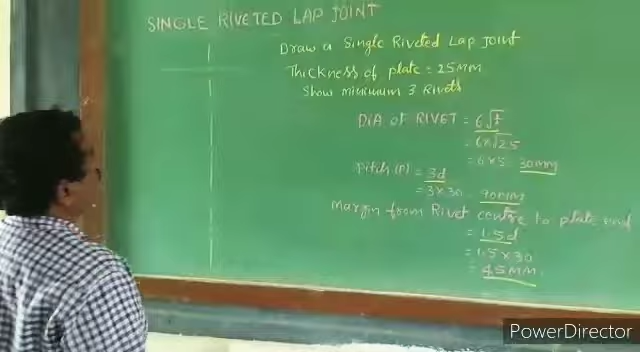 SINGLE RIVETED LAP JOINT
Draw a Single Riveted Lap Joint
Thickness of plate = 25mm
Show minimum 3 Rivets
DIA of RIVET = 6√t
= 6×√25
= 6×5 = 30mm
Pitch (P) = 3d
= 3×30 = 90mm
Margin from Rivet centre to plate end
= 1.5d
= 1.5×30
= 45mm
PowerDirector